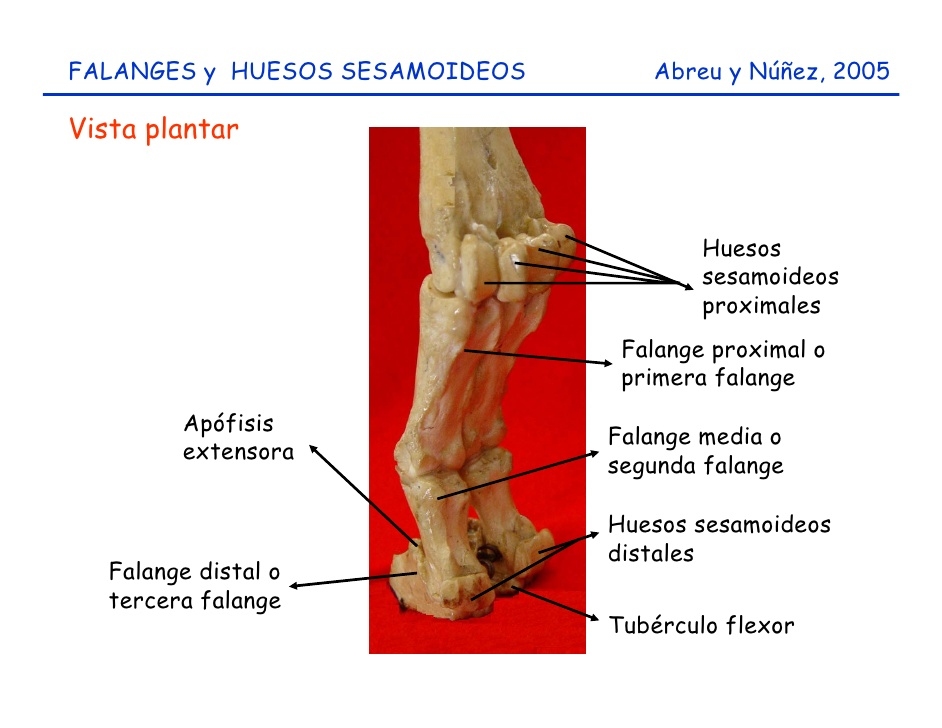 FALANGES y HUESOS SESAMOIDEOS
Abreu y Núñez, 2005
Vista plantar
Huesos
sesamoideos
proximales
Falange proximal o
primera falange
Apófisis
extensora
Falange media o
segunda falange
Huesos sesamoideos
distales
Falange distal o
tercera falange
Tubérculo flexor